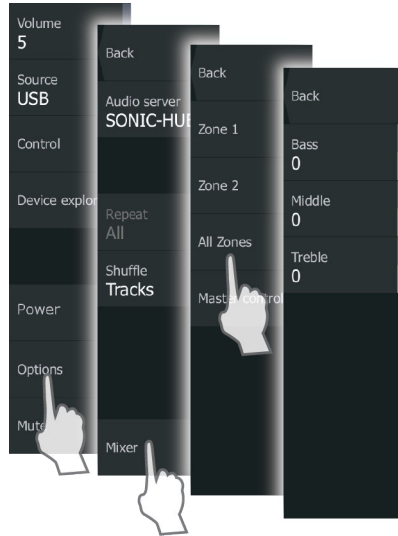 Volume
5
Source
USB
Control
Device explor
Power
Options
Mute
Back
Audio server
SONIC-HUB
Repeat
All
Shuffle
Tracks
Mixer
Back
Zone 1
Zone 2
All Zones
Master control
Back
Bass
0
Middle
0
Treble
0